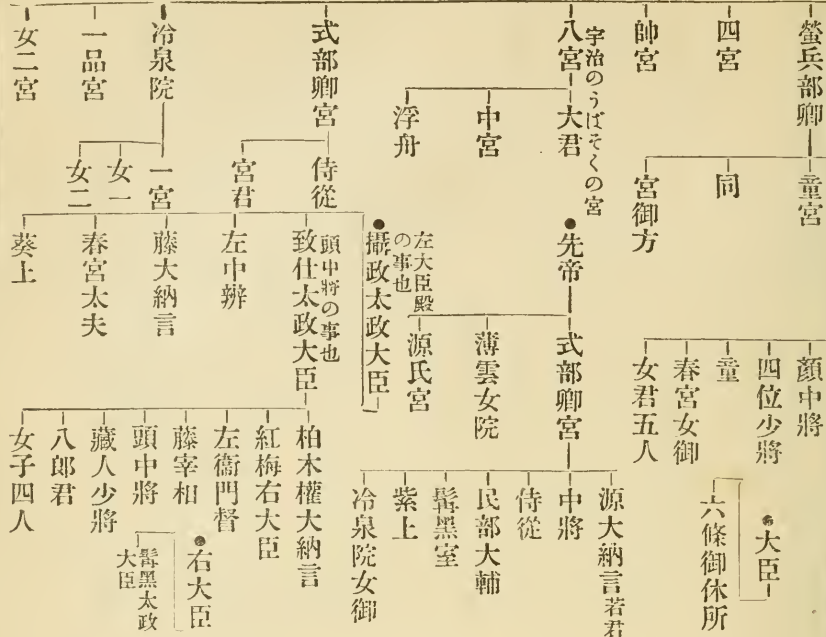 螢兵部卿
童宮
同
宮御方
四宮
帥宮
宇治のうばそくの宮
八宮
大君
中宮
浮舟
式部卿宮
侍從
宮君
冷泉院
一宮
女一
女二
一品宮
女二宮
顏中將
四位少將
童
春宮女御
女君五人
大臣
六條御休所
先帝
式部卿宮
薄雲女院
源氏宮
源大納言
若君
中將
侍從
民部大輔
髯黑室
紫上
冷泉院女御
攝政太政大臣
左大臣殿
の事也
致仕太政大臣
頭中將の事也
左中辨
藤大納言
春宮太夫
葵上
柏木權大納言
紅梅右大臣
左衞門督
藤宰相
頭中將
藏人少將
八郎君
女子四人
右大臣
髯黑太政
大臣